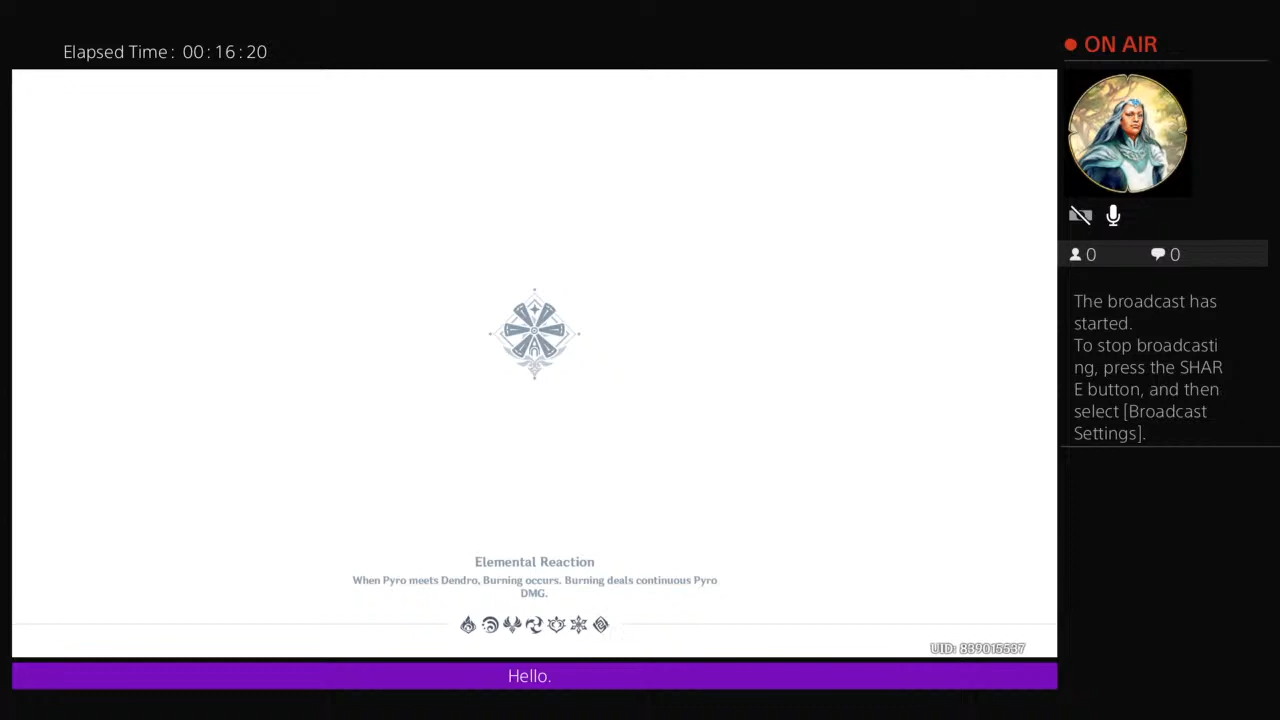 Elapsed Time: 00:16:20
ON AIR
0 0
The broadcast has
started.
To stop broadcasti
ng, press the SHAR
E button, and then
select [Broadcast
Settings].
Elemental Reaction
When Pyro meets Dendro, Burning occurs. Burning deals continuous Pyro
DMG.
UID: 839015537
Hello.